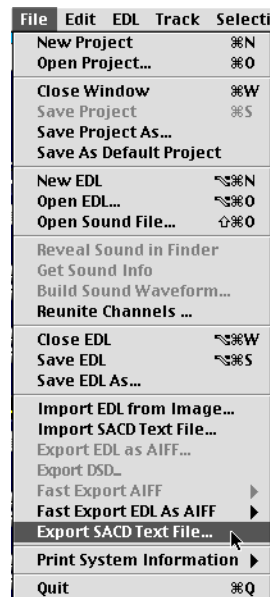 File Edit EDL Track Selecti
New Project ⌘N
Open Project... ⌘O
Close Window ⌘W
Save Project ⌘S
Save Project As...
Save As Default Project
New EDL ⌥⌘N
Open EDL... ⌥⌘O
Open Sound File... ⇧⌘O
Reveal Sound in Finder
Get Sound Info
Build Sound Waveform...
Reunite Channels ...
Close EDL ⌥⌘W
Save EDL ⌥⌘S
Save EDL As...
Import EDL from Image...
Import SACD Text File...
Export EDL as AIFF...
Export DSD...
Fast Export AIFF ▶
Fast Export EDL As AIFF ▶
Export SACD Text File...
Print System Information ▶
Quit ⌘Q